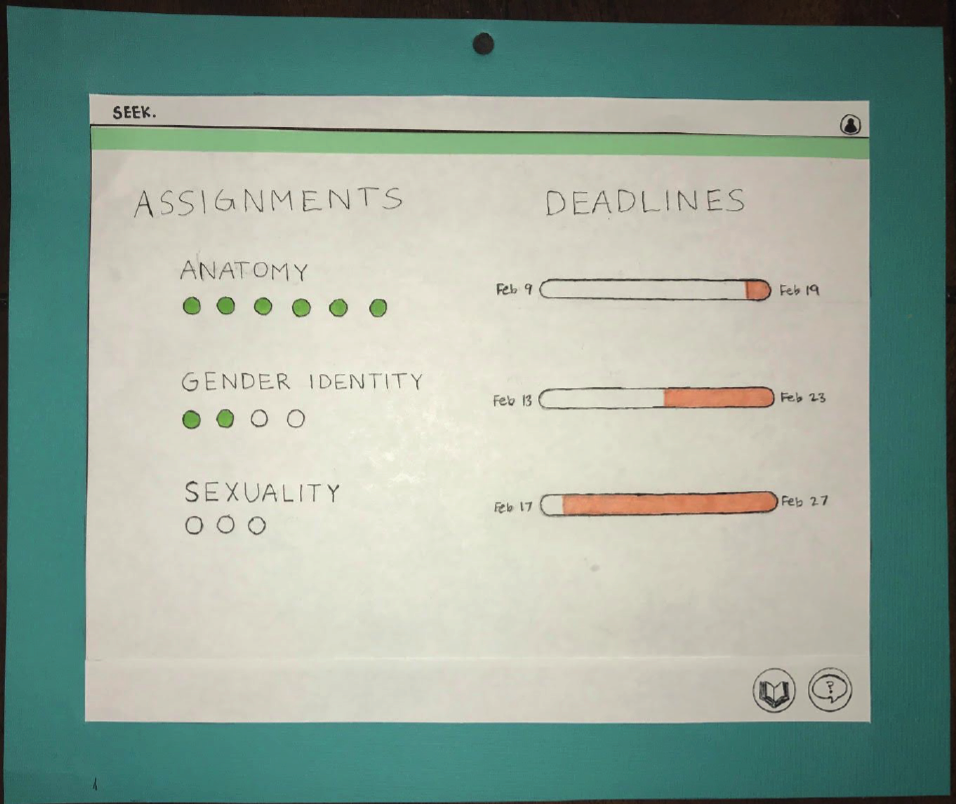 SEEK.
ASSIGNMENTS
DEADLINES
ANATOMY
Feb 9
Feb 19
GENDER IDENTITY
Feb 13
Feb 23
SEXUALITY
Feb 17
Feb 27
?